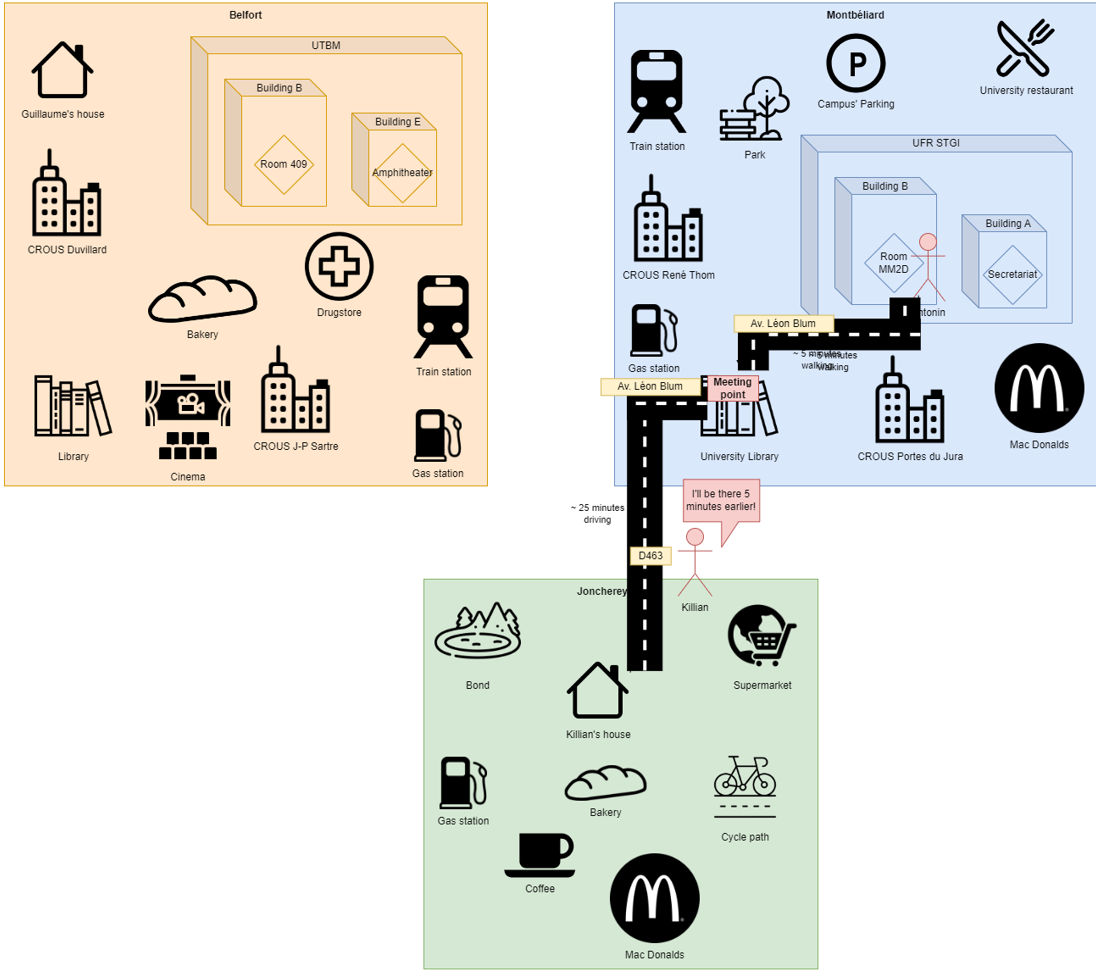 Belfort
UTBM
Building B
Building E
Room 409
Amphitheater
Guillaume's house
CROUS Duvillard
Bakery
Drugstore
Train station
Library
Cinema
CROUS J-P Sartre
Gas station
Montbéliard
Train station
Park
P
Campus' Parking
University restaurant
UFR STGI
Building B
Building A
Room
MM2D
Secretariat
ntonin
CROUS René Thom
Gas station
Av. Léon Blum
~ 5 minutes
walking
~ 5 minutes
walking
Av. Léon Blum
Meeting
point
University Library
CROUS Portes du Jura
Mac Donalds
~ 25 minutes
driving
I'll be there 5
minutes earlier!
D463
Killian
Joncherey
Bond
Supermarket
Killian's house
Gas station
Bakery
Cycle path
Coffee
Mac Donalds